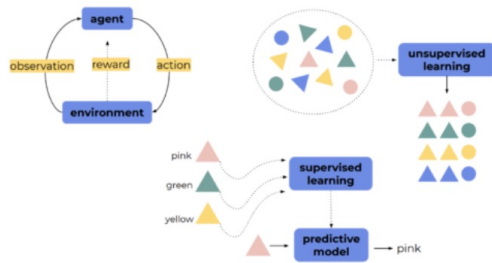 agent
observation
reward
action
environment
unsupervised
learning
pink
green
yellow
supervised
learning
predictive
model
pink